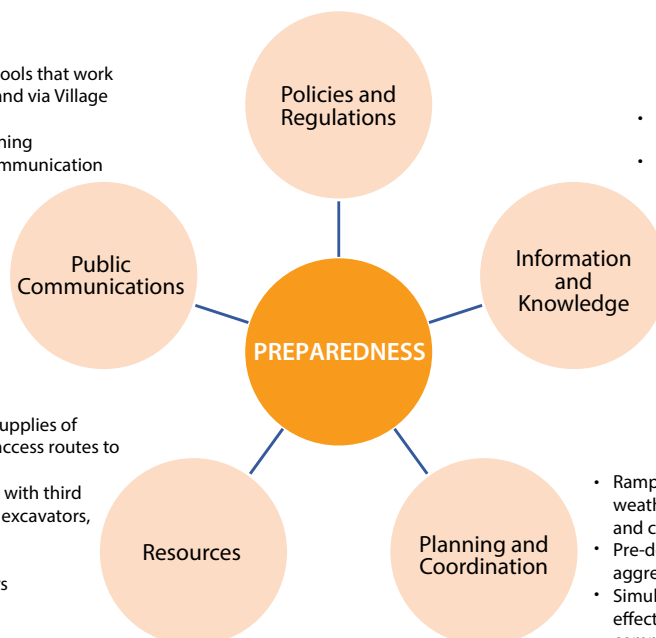 Policies and
Regulations
ools that work
and via Village
ning
mmunication
•
•
Public
Communications
Information
and
Knowledge
PREPAREDNESS
upplies of
access routes to
with third
excavators,
s
Resources
Planning and
Coordination
• Ramp
weath
and c
• Pre-d
aggre
• Simul
effect